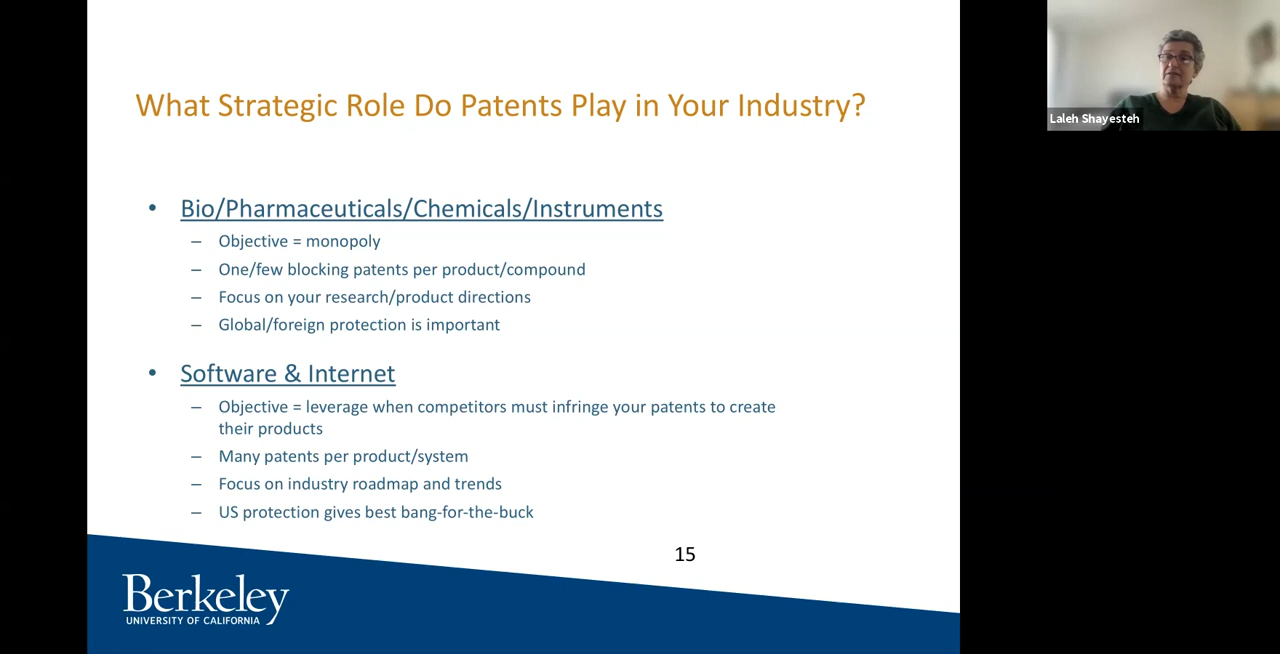 What Strategic Role Do Patents Play in Your Industry?
• Bio/Pharmaceuticals/Chemicals/Instruments
– Objective = monopoly
– One/few blocking patents per product/compound
– Focus on your research/product directions
– Global/foreign protection is important
• Software & Internet
– Objective = leverage when competitors must infringe your patents to create
their products
– Many patents per product/system
– Focus on industry roadmap and trends
– US protection gives best bang-for-the-buck
15
Berkeley
UNIVERSITY OF CALIFORNIA
Laleh Shayesteh